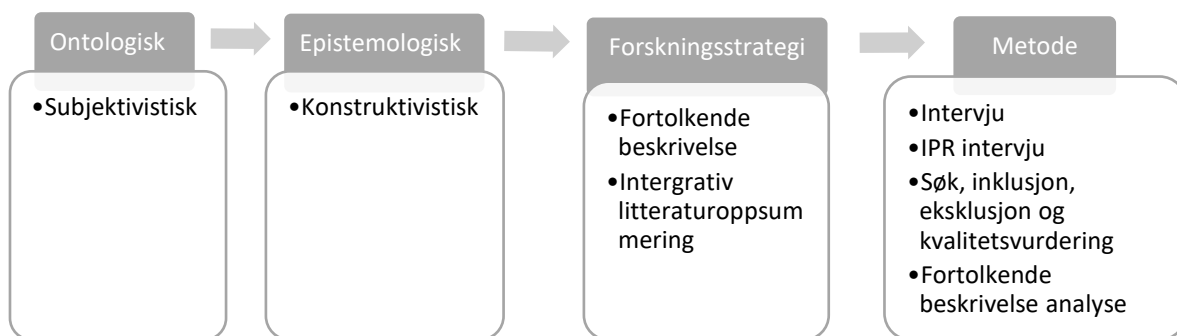 Ontologisk
•Subjektivistisk
Epistemologisk
•Konstruktivistisk
Forskningsstrategi
•Fortolkende
beskrivelse
•Intergrativ
litteraturoppsum
mering
Metode
•Intervju
•IPR intervju
•Søk, inklusjon,
eksklusjon og
kvalitetsvurdering
•Fortolkende
beskrivelse analyse